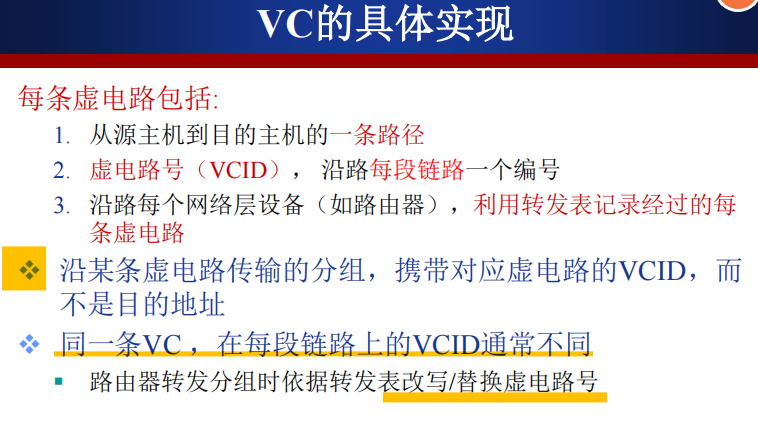 VC的具体实现
每条虚电路包括:
1. 从源主机到目的主机的一条路径
2. 虚电路号（VCID）， 沿路每段链路一个编号
3. 沿路每个网络层设备（如路由器），利用转发表记录经过的每
条虚电路
沿某条虚电路传输的分组，携带对应虚电路的VCID，而
不是目的地址
同一条VC ，在每段链路上的VCID通常不同
路由器转发分组时依据转发表改写/替换虚电路号